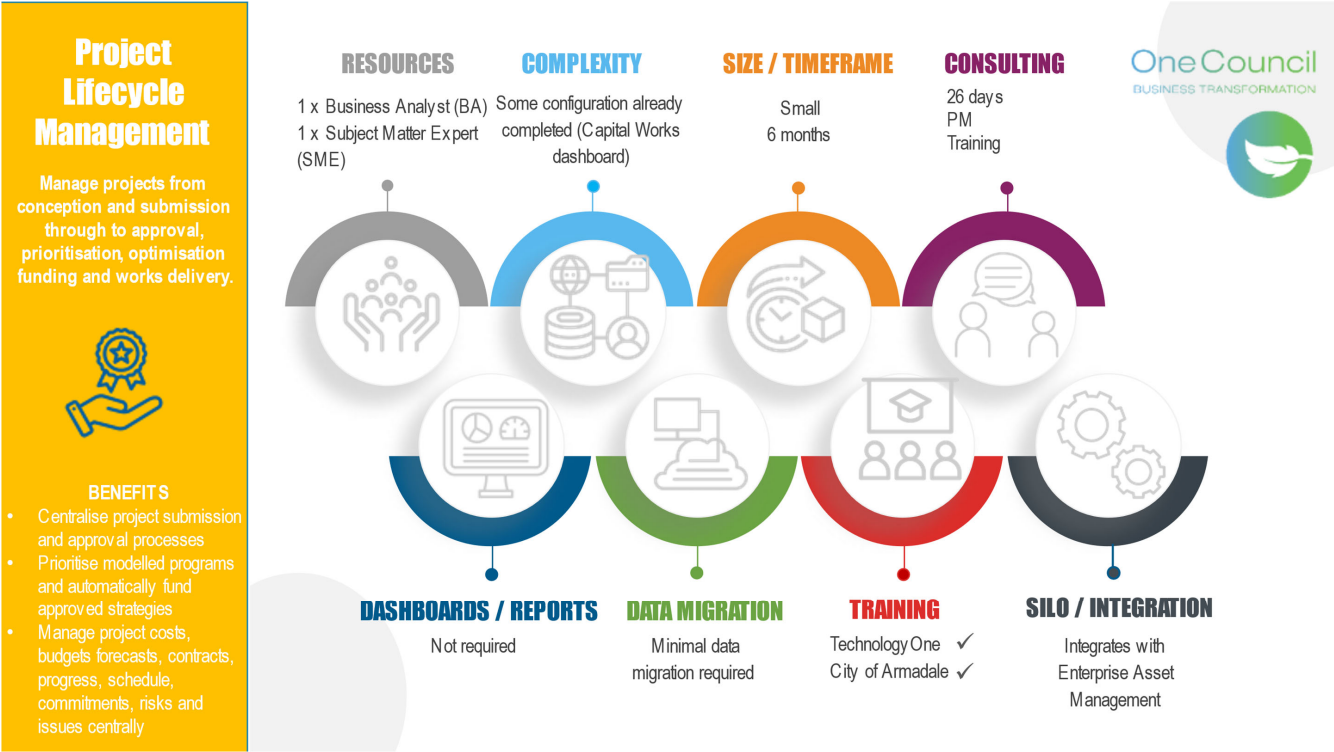 Project
Lifecycle
Management
Manage projects from
conception and submission
through to approval,
prioritisation, optimisation
funding and works delivery.
BENEFITS
• Centralise project submission
and approval processes
• Prioritise modelled programs
and automatically fund
approved strategies
• Manage project costs,
budgets forecasts, contracts,
progress, schedule,
commitments, risks and
issues centrally
RESOURCES
1 x Business Analyst (BA)
1 x Subject Matter Expert
(SME)
COMPLEXITY
Some configuration already
completed (Capital Works
dashboard)
SIZE / TIMEFRAME
Small
6 months
CONSULTING
26 days
PM
Training
OneCouncil
BUSINESS TRANSFORMATION
DASHBOARDS / REPORTS
Not required
DATA MIGRATION
Minimal data
migration required
TRAINING
Technology One ✓
City of Armadale ✓
SILO / INTEGRATION
Integrates with
Enterprise Asset
Management